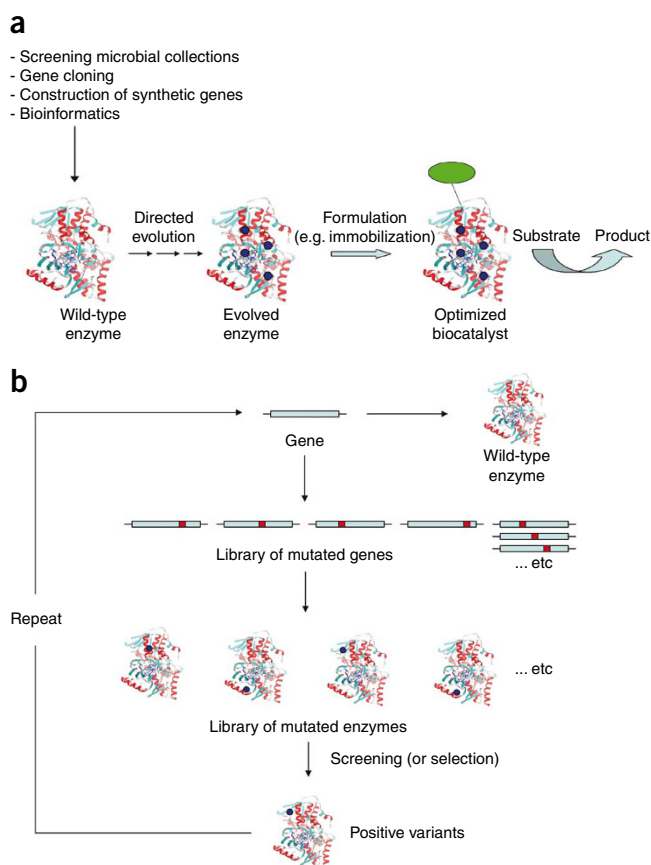 a
- Screening microbial collections
- Gene cloning
- Construction of synthetic genes
- Bioinformatics
Directed
evolution
Formulation
(e.g. immobilization)
Substrate
Product
Wild-type
enzyme
Evolved
enzyme
Optimized
biocatalyst
b
Gene
Wild-type
enzyme
Library of mutated genes
... etc
Repeat
... etc
Library of mutated enzymes
Screening (or selection)
Positive variants